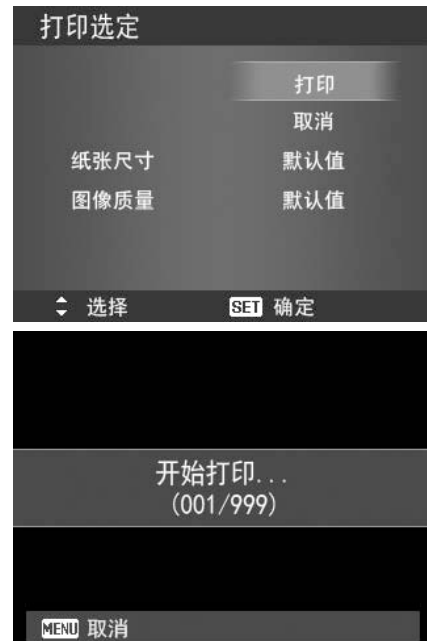 打印选定
打印
取消
纸张尺寸 默认值
图像质量 默认值
选择 SET 确定
开始打印...
(001/999)
MENU 取消